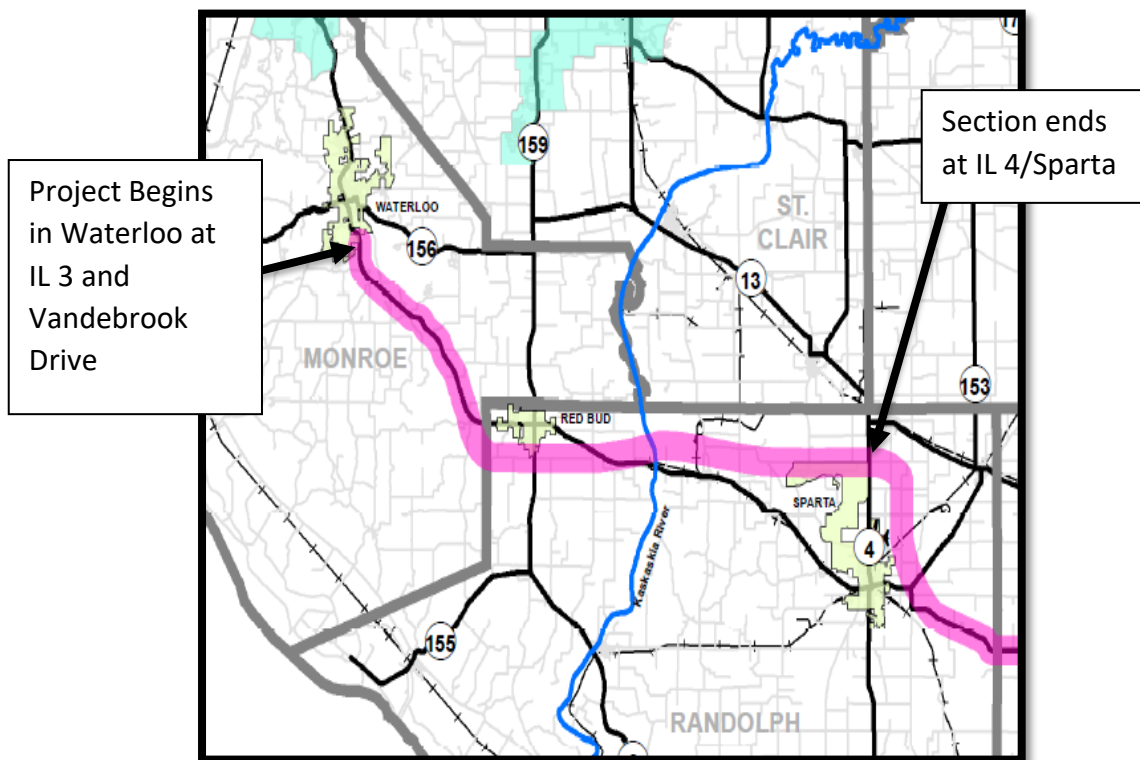 17
159
Section ends
at IL 4/Sparta
Project Begins
in Waterloo at
IL 3 and
Vandebrook
Drive
WATERLOO
156
ST.
CLAIR
13
MONROE
153
RED BUD
SPARTA
4
Kaskaskia River
155
RANDOLPH